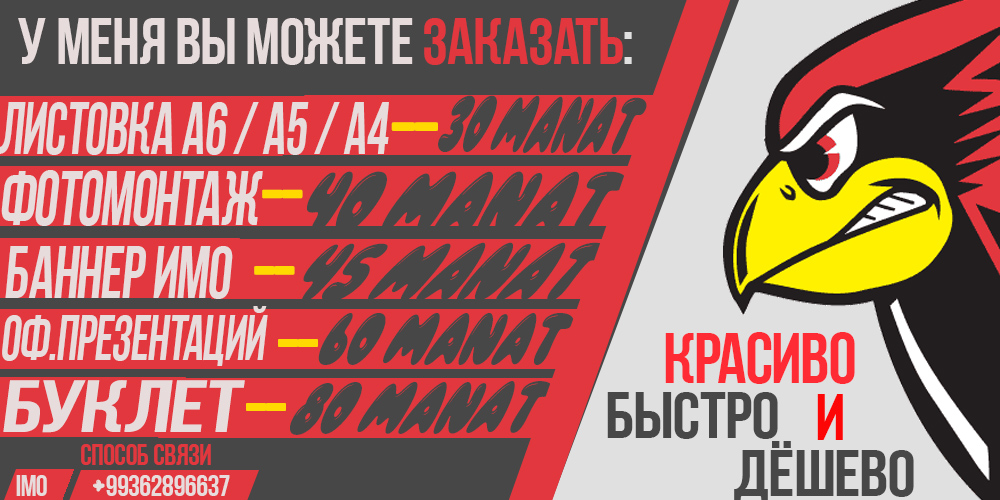 У МЕНЯ ВЫ МОЖЕТЕ ЗАКАЗАТЬ:
ЛИСТОВКА А6 / А5 / А4 — 30 MANAT
ФОТОМОНТАЖ — 40 MANAT
БАННЕР ИМО — 45 MANAT
ОФ.ПРЕЗЕНТАЦИЙ — 60 MANAT
БУКЛЕТ — 80 MANAT
СПОСОБ СВЯЗИ
IMO +99362896637
КРАСИВО
БЫСТРО И
ДЁШЕВО